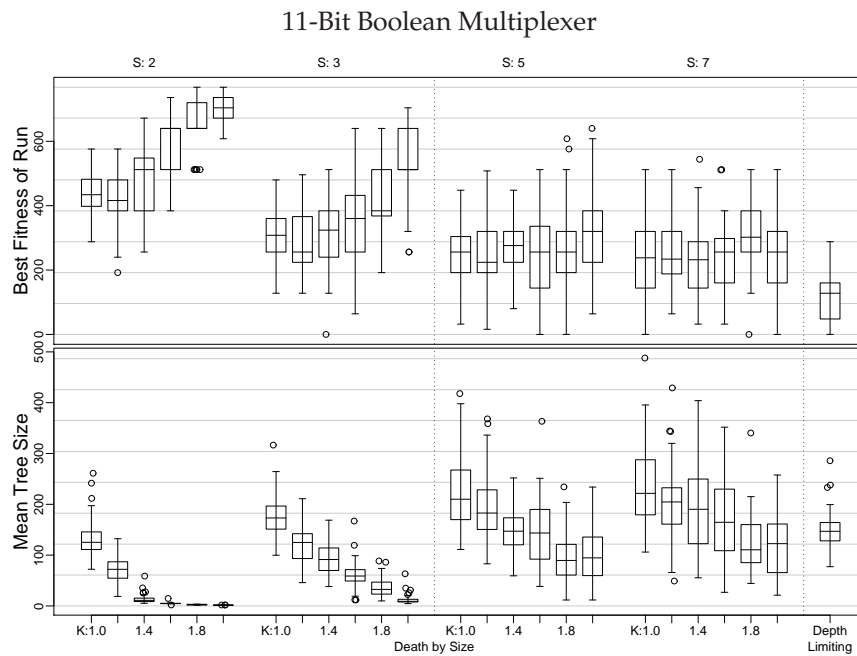 11-Bit Boolean Multiplexer
S: 2 S: 3 S: 5 S: 7
Best Fitness of Run
600
400
200
0
Mean Tree Size
500
400
300
200
100
0
K:1.0 1.4 1.8 K:1.0 1.4 1.8 K:1.0 1.4 1.8 K:1.0 1.4 1.8 Depth
Death by Size Limiting